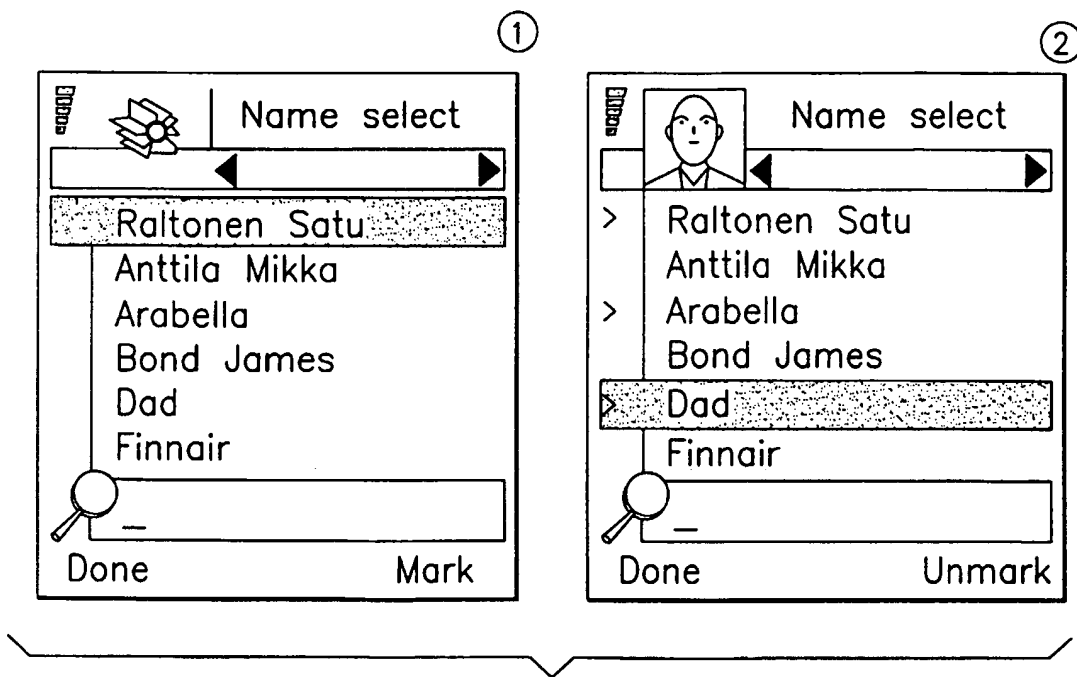 1
Name select
Raltonen Satu
Anttila Mikka
Arabella
Bond James
Dad
Finnair
_
Done Mark
2
Name select
> Raltonen Satu
Anttila Mikka
> Arabella
Bond James
> Dad
Finnair
_
Done Unmark